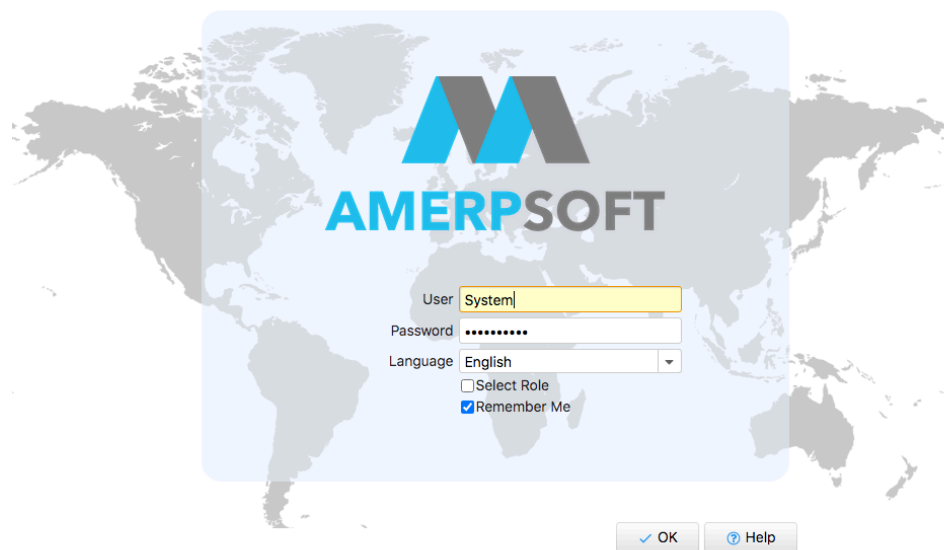 AMERPSOFT
User System
Password ••••••••••
Language English
Select Role
Remember Me
OK Help